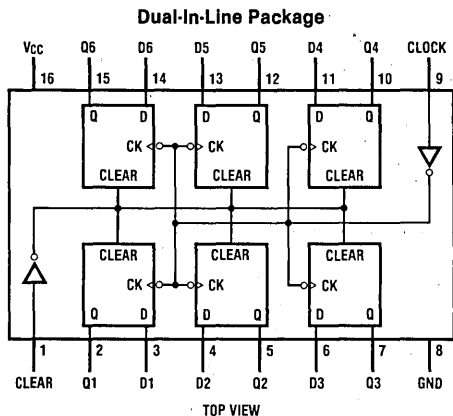 Dual-In-Line Package
VCC Q6 D6 D5 Q5 D4 Q4 CLOCK
16 15 14 13 12 11 10 9
Q D D Q D Q
CK CK CK
CLEAR CLEAR CLEAR
CLEAR CLEAR CLEAR
CK CK CK
Q D D Q D Q
1 2 3 4 5 6 7 8
CLEAR Q1 D1 D2 Q2 D3 Q3 GND
TOP VIEW